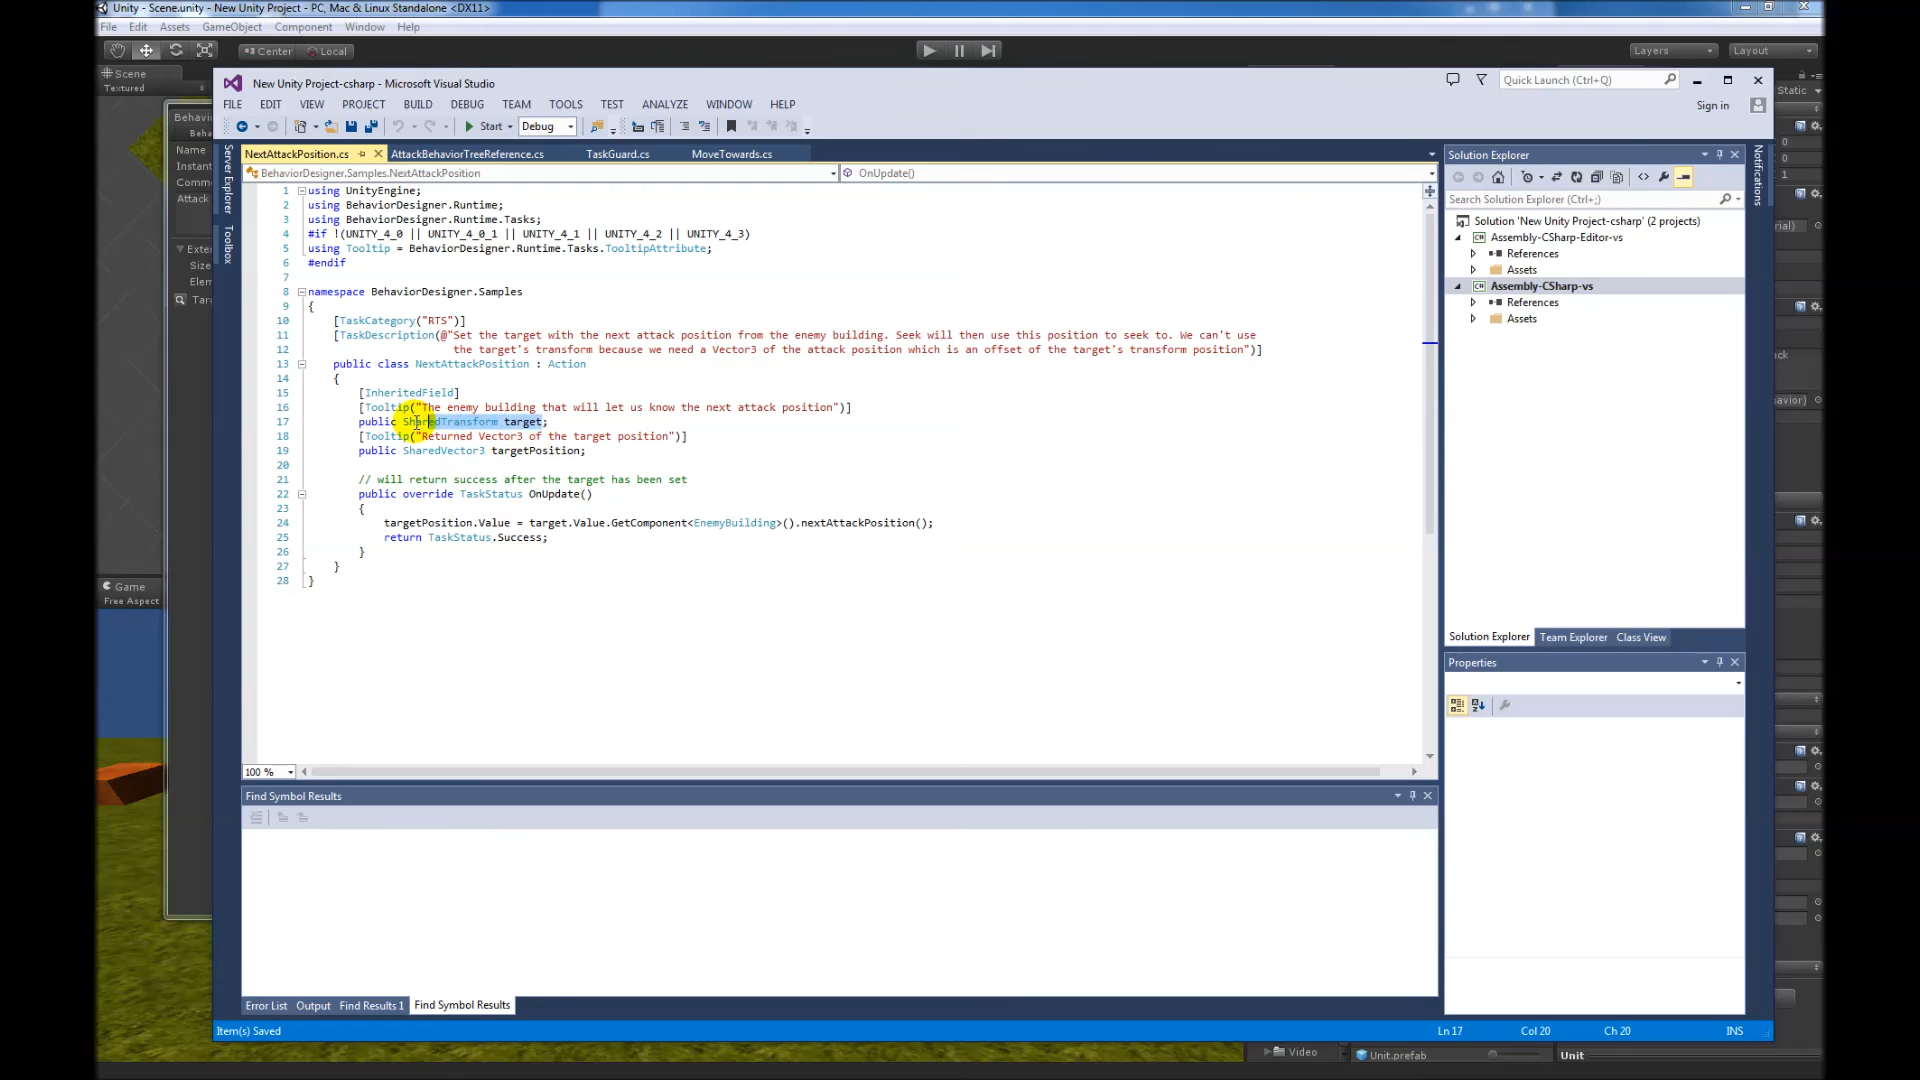 Unity - Scene.unity - New Unity Project - PC, Mac & Linux Standalone <DX11>
File Edit Assets GameObject Component Window Help
Center Local
Layers Layout
Scene
Textured
Static
New Unity Project-csharp - Microsoft Visual Studio
Quick Launch (Ctrl+Q)
FILE EDIT VIEW PROJECT BUILD DEBUG TEAM TOOLS TEST ANALYZE WINDOW HELP
Sign in
Start Debug
Name
Instant
Comm
Attack
Size
Elem
Server Explorer
Toolbox
Notifications
NextAttackPosition.cs AttackBehaviorTreeReference.cs TaskGuard.cs MoveTowards.cs
BehaviorDesigner.Samples.NextAttackPosition OnUpdate()
1 using UnityEngine;
2 using BehaviorDesigner.Runtime;
3 using BehaviorDesigner.Runtime.Tasks;
4 #if !(UNITY_4_0 || UNITY_4_0_1 || UNITY_4_1 || UNITY_4_2 || UNITY_4_3)
5 using Tooltip = BehaviorDesigner.Runtime.Tasks.TooltipAttribute;
6 #endif
7
8 namespace BehaviorDesigner.Samples
9 {
10 [TaskCategory("RTS")]
11 [TaskDescription(@"Set the target with the next attack position from the enemy building. Seek will then use this position to seek to. We can't use
12 the target's transform because we need a Vector3 of the attack position which is an offset of the target's transform position")]
13 public class NextAttackPosition : Action
14 {
15 [InheritedField]
16 [Tooltip("The enemy building that will let us know the next attack position")]
17 public SharedTransform target;
18 [Tooltip("Returned Vector3 of the target position")]
19 public SharedVector3 targetPosition;
20
21 // will return success after the target has been set
22 public override TaskStatus OnUpdate()
23 {
24 targetPosition.Value = target.Value.GetComponent<EnemyBuilding>().nextAttackPosition();
25 return TaskStatus.Success;
26 }
27 }
28 }
100 %
Solution Explorer
Search Solution Explorer (Ctrl+;)
Solution 'New Unity Project-csharp' (2 projects)
Assembly-CSharp-Editor-vs
References
Assets
Assembly-CSharp-vs
References
Assets
Solution Explorer Team Explorer Class View
Properties
Game
Free Aspect
Find Symbol Results
Error List Output Find Results 1 Find Symbol Results
Item(s) Saved Ln 17 Col 20 Ch 20 INS
Video Unit.prefab Unit